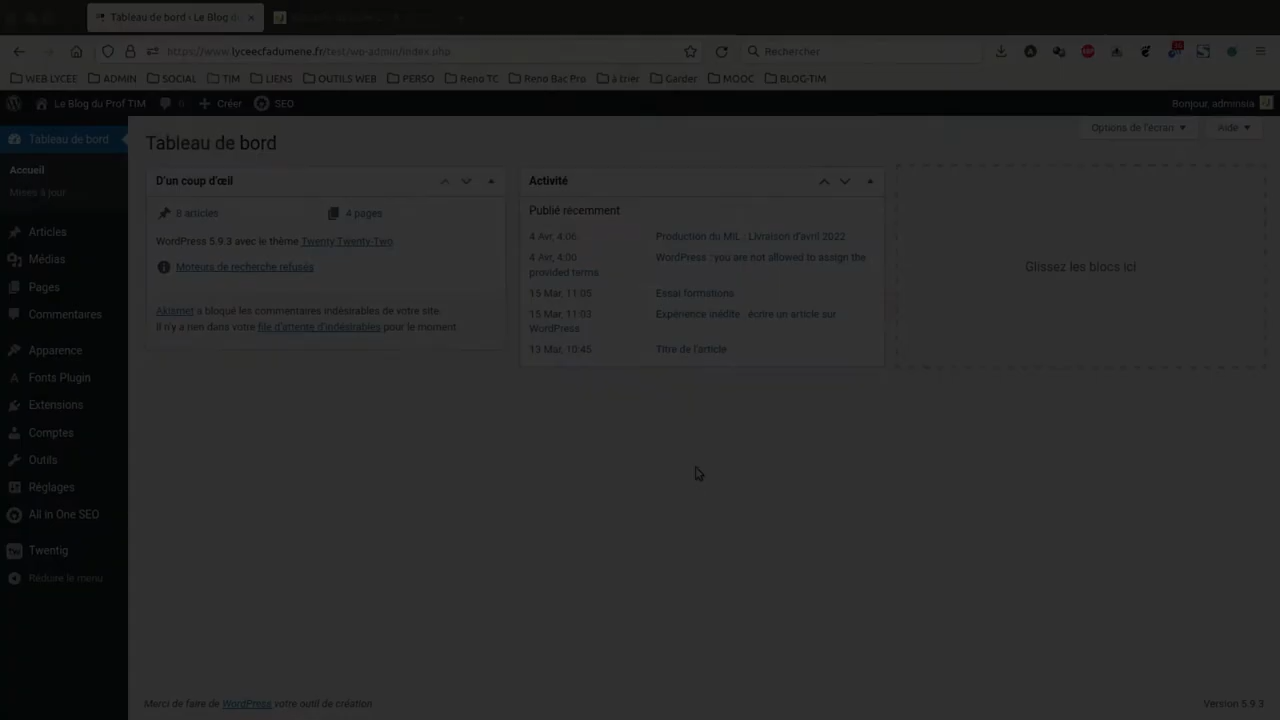 Tableau de bord ‹ Le Blog du
https://www.lyceecfadumene.fr/test/wp-admin/index.php
Rechercher
WEB LYCEE ADMIN SOCIAL TIM LIENS OUTILS WEB PERSO Reno TC Reno Bac Pro à trier Garder MOOC BLOG-TIM
Le Blog du Prof TIM 0 Créer SEO Bonjour, adminsia
Tableau de bord
Accueil
Mises à jour
Articles
Médias
Pages
Commentaires
Apparence
Fonts Plugin
Extensions
Comptes
Outils
Réglages
All in One SEO
Twentig
Réduire le menu
Tableau de bord
Options de l'écran
Aide
D'un coup d'œil
8 articles
4 pages
WordPress 5.9.3 avec le thème Twenty Twenty-Two
Moteurs de recherche refusés
Akismet a bloqué les commentaires indésirables de votre site.
Il n'y a rien dans votre file d'attente d'indésirables pour le moment
Activité
Publié récemment
4 Avr, 4:06 Production du MIL : Livraison d'avril 2022
4 Avr, 4:00 WordPress : you are not allowed to assign the
provided terms
15 Mar, 11:05 Essai formations
15 Mar, 11:03 Expérience inédite : écrire un article sur
WordPress
13 Mar, 10:45 Titre de l'article
Glissez les blocs ici
Merci de faire de WordPress votre outil de création
Version 5.9.3